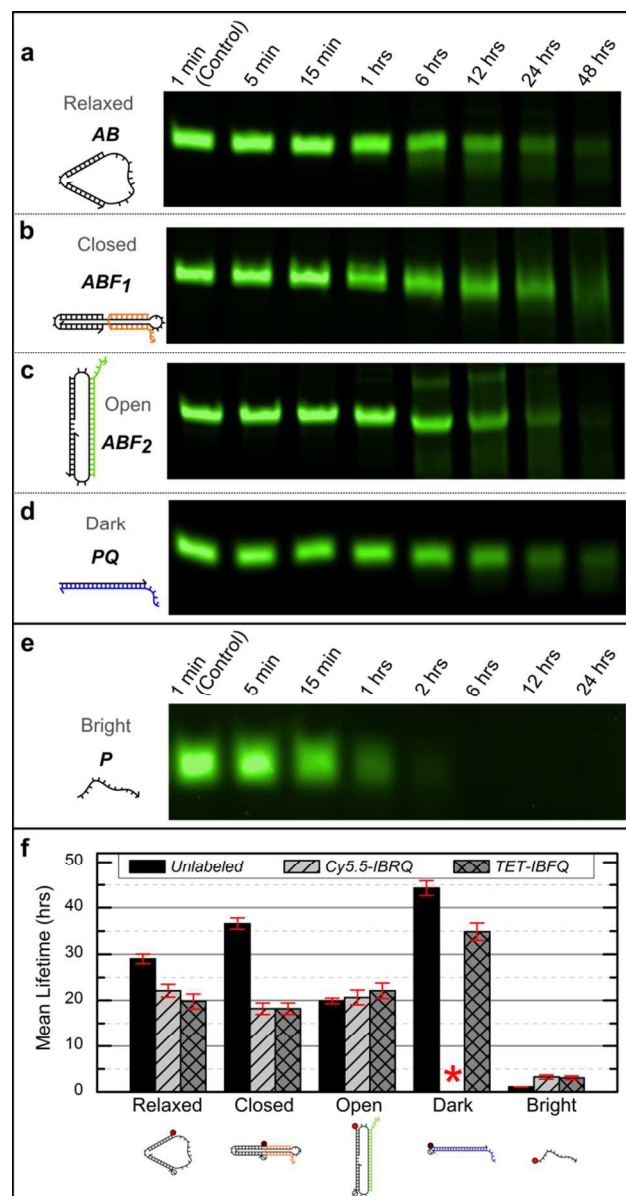 a
1 min (Control) 5 min 15 min 1 hrs 6 hrs 12 hrs 24 hrs 48 hrs
Relaxed
AB
b
Closed
ABF1
c
Open
ABF2
d
Dark
PQ
e
1 min (Control) 5 min 15 min 1 hrs 2 hrs 6 hrs 12 hrs 24 hrs
Bright
P
f
Unlabeled Cy5.5-IBRQ TET-IBFQ
Mean Lifetime (hrs)
50
40
30
20
10
0
*
Relaxed Closed Open Dark Bright